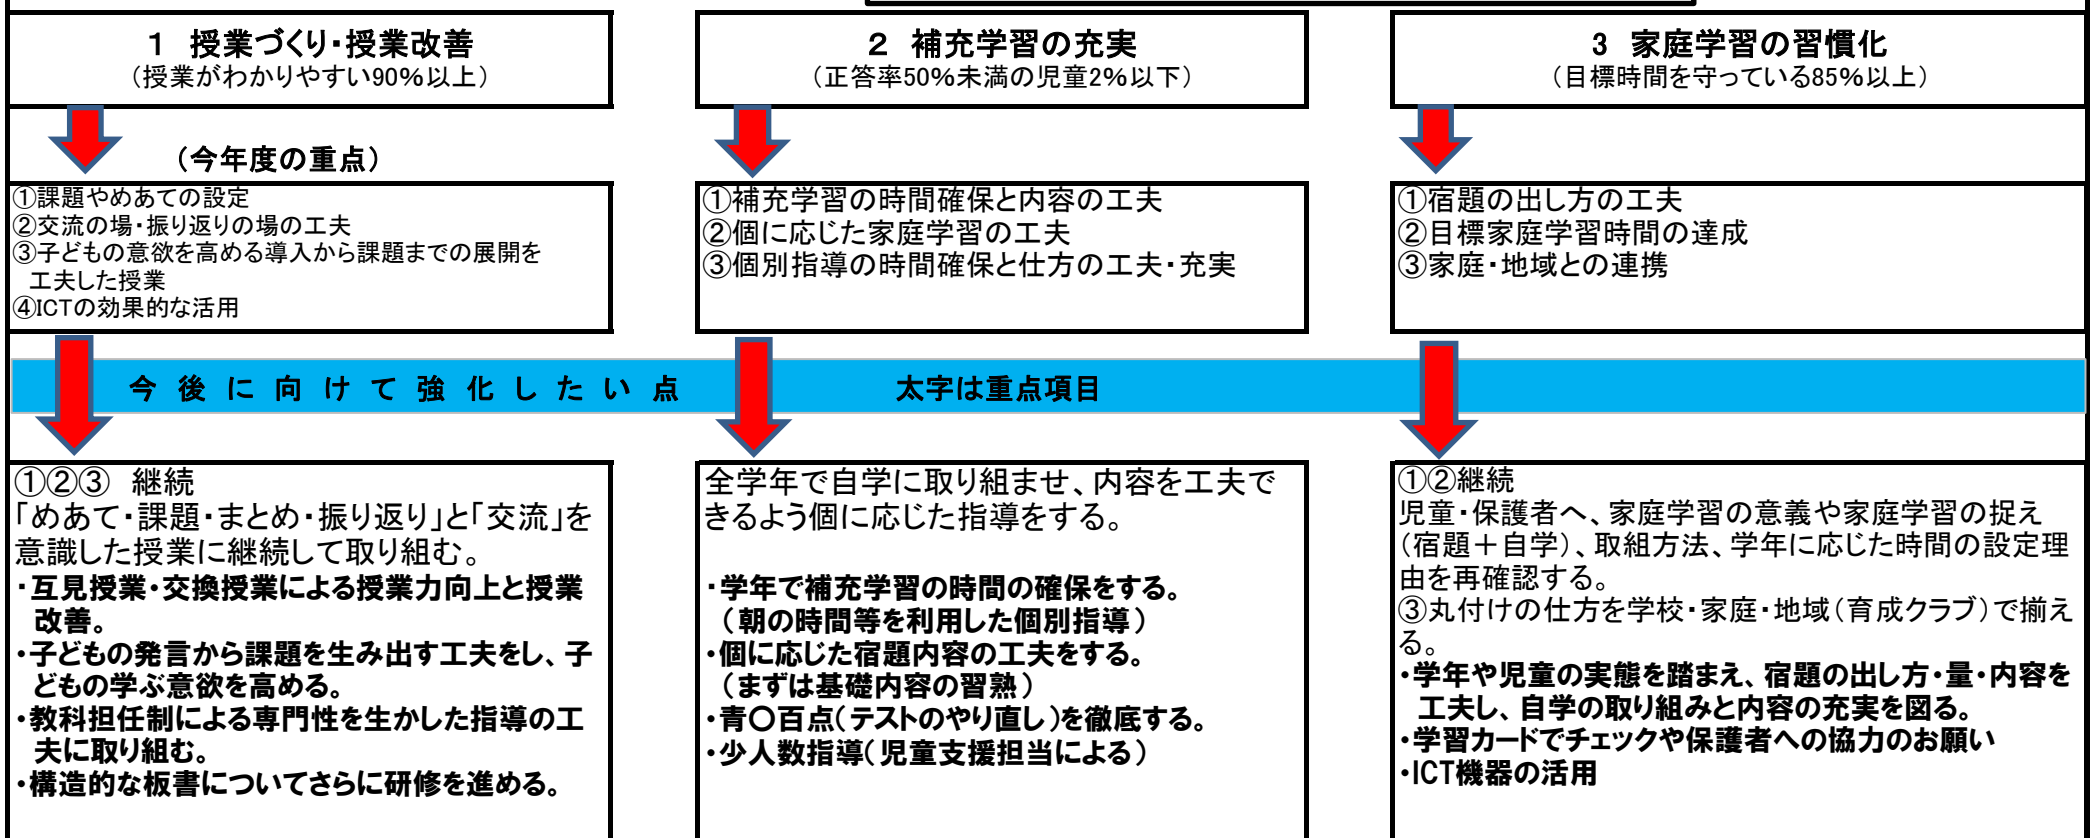 1 授業づくり・授業改善
（授業がわかりやすい90％以上）
2 補充学習の充実
（正答率50％未満の児童2％以下）
3 家庭学習の習慣化
（目標時間を守っている85％以上）
（今年度の重点）
①課題やめあての設定
②交流の場・振り返りの場の工夫
③子どもの意欲を高める導入から課題までの展開を
工夫した授業
④ICTの効果的な活用
①補充学習の時間確保と内容の工夫
②個に応じた家庭学習の工夫
③個別指導の時間確保と仕方の工夫・充実
①宿題の出し方の工夫
②目標家庭学習時間の達成
③家庭・地域との連携
今後に向けて強化したい点 太字は重点項目
①②③ 継続
「めあて・課題・まとめ・振り返り」と「交流」を
意識した授業に継続して取り組む。
・互見授業・交換授業による授業力向上と授業
改善。
・子どもの発言から課題を生み出す工夫をし、子
どもの学ぶ意欲を高める。
・教科担任制による専門性を生かした指導の工
夫に取り組む。
・構造的な板書についてさらに研修を進める。
全学年で自学に取り組ませ、内容を工夫で
きるよう個に応じた指導をする。
・学年で補充学習の時間の確保をする。
（朝の時間等を利用した個別指導）
・個に応じた宿題内容の工夫をする。
（まずは基礎内容の習熟）
・青〇百点（テストのやり直し）を徹底する。
・少人数指導（児童支援担当による）
①②継続
児童・保護者へ、家庭学習の意義や家庭学習の捉え
（宿題＋自学）、取組方法、学年に応じた時間の設定理
由を再確認する。
③丸付けの仕方を学校・家庭・地域（育成クラブ）で揃え
る。
・学年や児童の実態を踏まえ、宿題の出し方・量・内容を
工夫し、自学の取り組みと内容の充実を図る。
・学習カードでチェックや保護者への協力のお願い
・ICT機器の活用